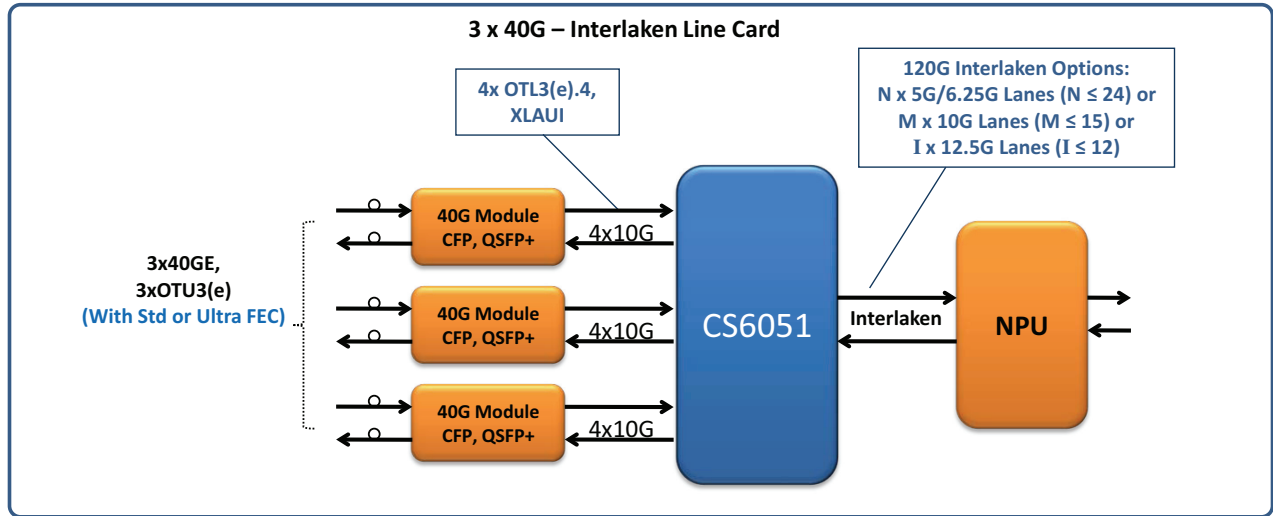 3 x 40G – Interlaken Line Card
4x OTL3(e).4,
XLAUI
120G Interlaken Options:
N x 5G/6.25G Lanes (N ≤ 24) or
M x 10G Lanes (M ≤ 15) or
I x 12.5G Lanes (I ≤ 12)
40G Module
CFP, QSFP+
4x10G
3x40GE,
3xOTU3(e)
(With Std or Ultra FEC)
40G Module
CFP, QSFP+
4x10G
CS6051
Interlaken
NPU
40G Module
CFP, QSFP+
4x10G